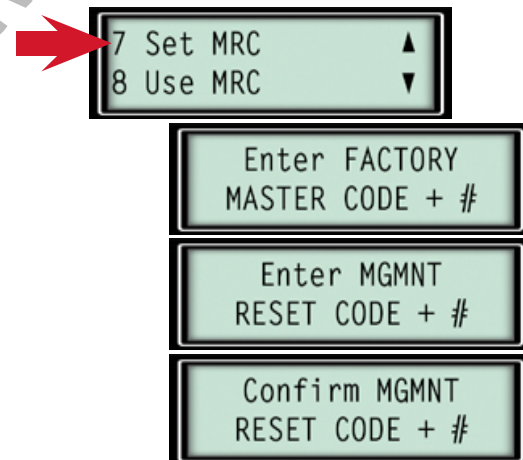 7 Set MRC ▲
8 Use MRC ▼
Enter FACTORY
MASTER CODE + #
Enter MGMNT
RESET CODE + #
Confirm MGMNT
RESET CODE + #